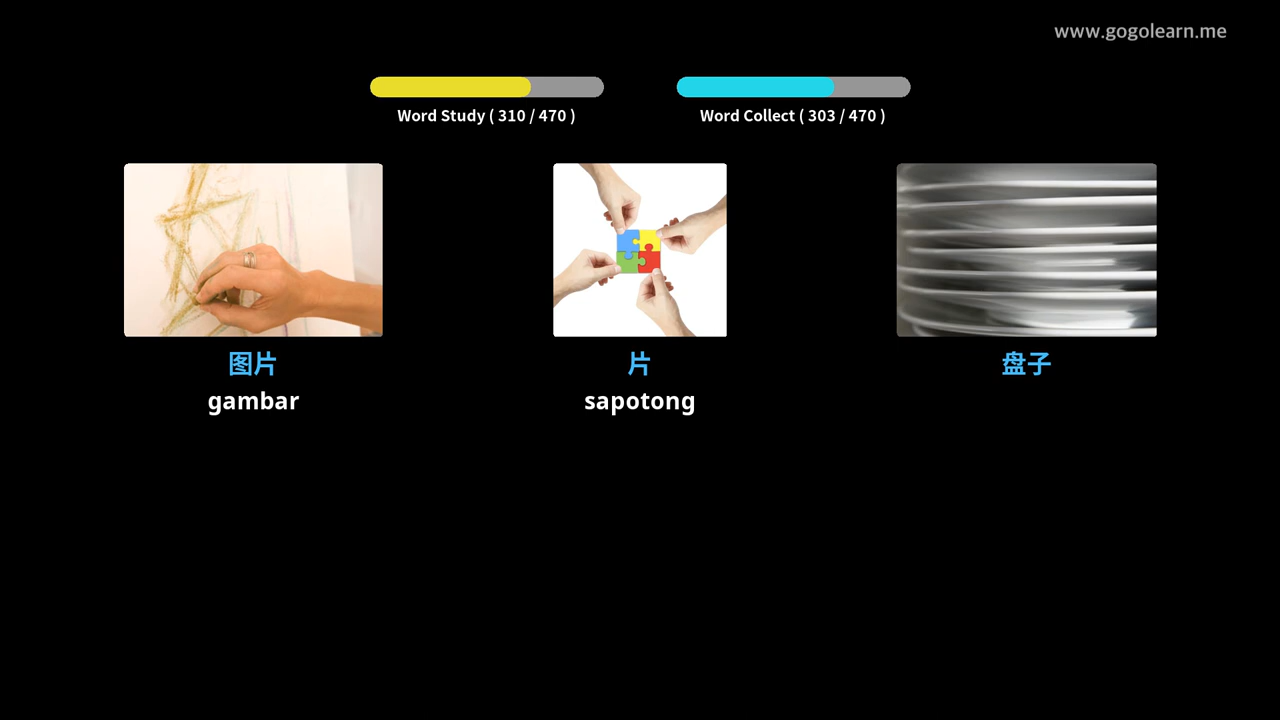 www.gogolearn.me
Word Study ( 310 / 470 )
Word Collect ( 303 / 470 )
图片
片
盘子
gambar
sapotong